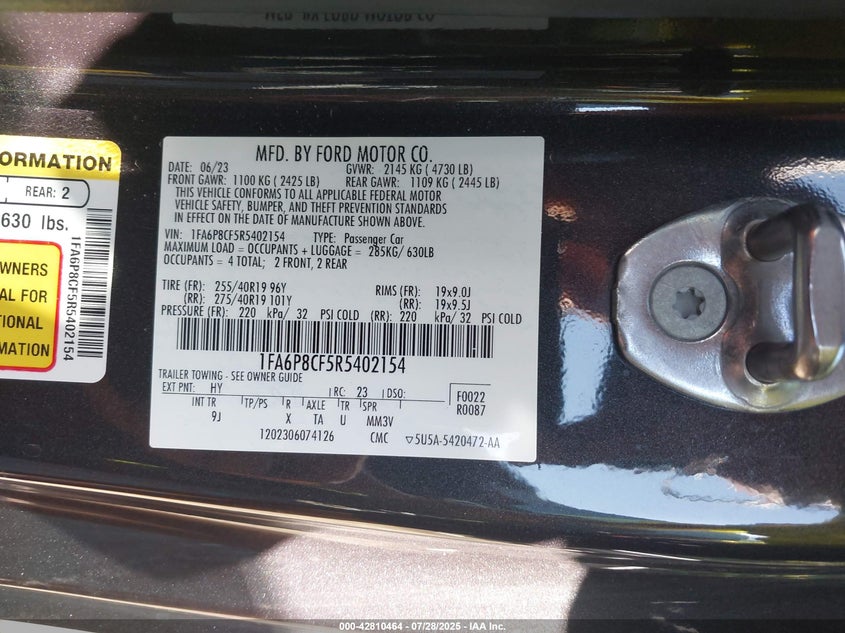 MFD. BY FORD MOTOR CO.
ORMATION
REAR: 2
630 lbs.
WNERS
AL FOR
TIONAL
RMATION
1FA6P8CF5R5402154
MFD. BY FORD MOTOR CO.
DATE: 06/23 GVWR: 2145 KG ( 4730 LB)
FRONT GAWR: 1100 KG ( 2425 LB) REAR GAWR: 1109 KG ( 2445 LB)
THIS VEHICLE CONFORMS TO ALL APPLICABLE FEDERAL MOTOR
VEHICLE SAFETY, BUMPER, AND THEFT PREVENTION STANDARDS
IN EFFECT ON THE DATE OF MANUFACTURE SHOWN ABOVE.
VIN: 1FA6P8CF5R5402154 TYPE: Passenger Car
MAXIMUM LOAD = OCCUPANTS + LUGGAGE = 285KG/ 630LB
OCCUPANTS = 4 TOTAL; 2 FRONT, 2 REAR
TIRE (FR): 255/40R19 96Y RIMS (FR): 19x9.0J
(RR): 275/40R19 101Y (RR): 19x9.5J
PRESSURE (FR): 220 kPa/ 32 PSI COLD (RR): 220 kPa/ 32 PSI COLD
1FA6P8CF5R5402154
TRAILER TOWING - SEE OWNER GUIDE
EXT PNT: HY RC: 23 DSO: F0022
R0087
INT TR TP/PS R AXLE TR SPR
9J X TA U MM3V
1202306074126 CMC 5U5A-5420472-AA
000-42810464 | 07/28/2025 - IAA Inc.